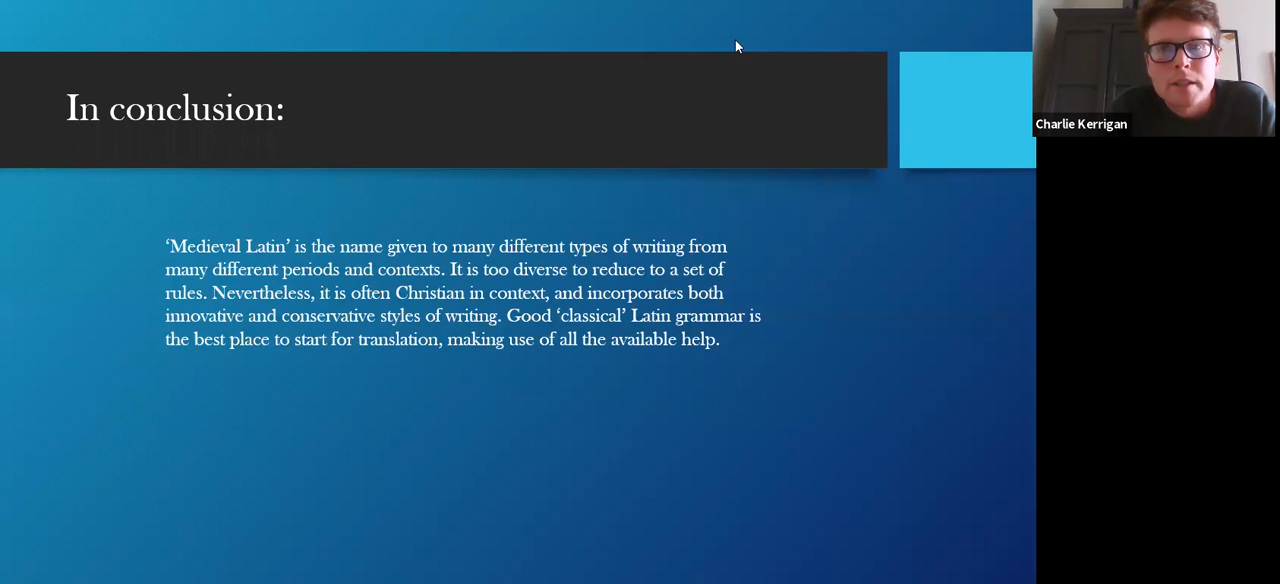 In conclusion:
Charlie Kerrigan
‘Medieval Latin’ is the name given to many different types of writing from
many different periods and contexts. It is too diverse to reduce to a set of
rules. Nevertheless, it is often Christian in context, and incorporates both
innovative and conservative styles of writing. Good ‘classical’ Latin grammar is
the best place to start for translation, making use of all the available help.